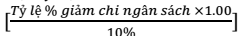 [Tỷ lệ % giảm chi ngân sách ×1.00
10%]